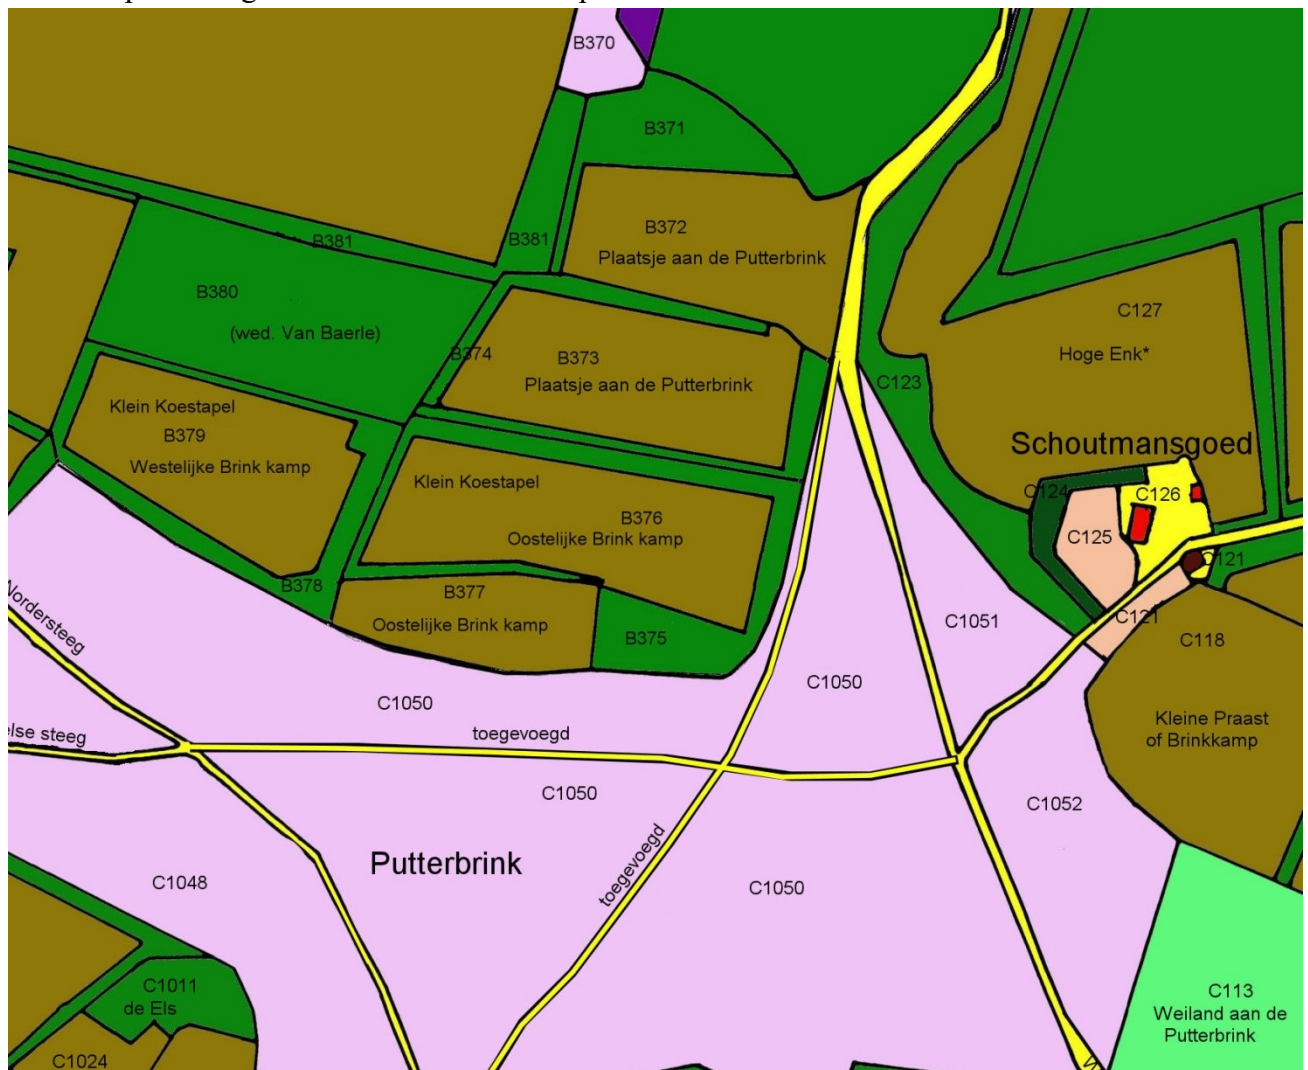 B370
B371
B372
Plaatsje aan de Putterbrink
B381
B381
B380
(wed. Van Baerle)
B374
B373
Plaatsje aan de Putterbrink
C127
Hoge Enk*
C123
Klein Koestapel
B379
Westelijke Brink kamp
Schoutmansgoed
Klein Koestapel
B376
Oostelijke Brink kamp
C124
C126
C125
C121
B378
B377
Oostelijke Brink kamp
B375
C121
C1051
C118
Nordersteeg
C1050
C1050
Kleine Praast
of Brinkkamp
else steeg
toegevoegd
C1050
C1052
Putterbrink
toegevoegd
C1048
C1050
C1011
de Els
C113
Weiland aan de
Putterbrink
C1024